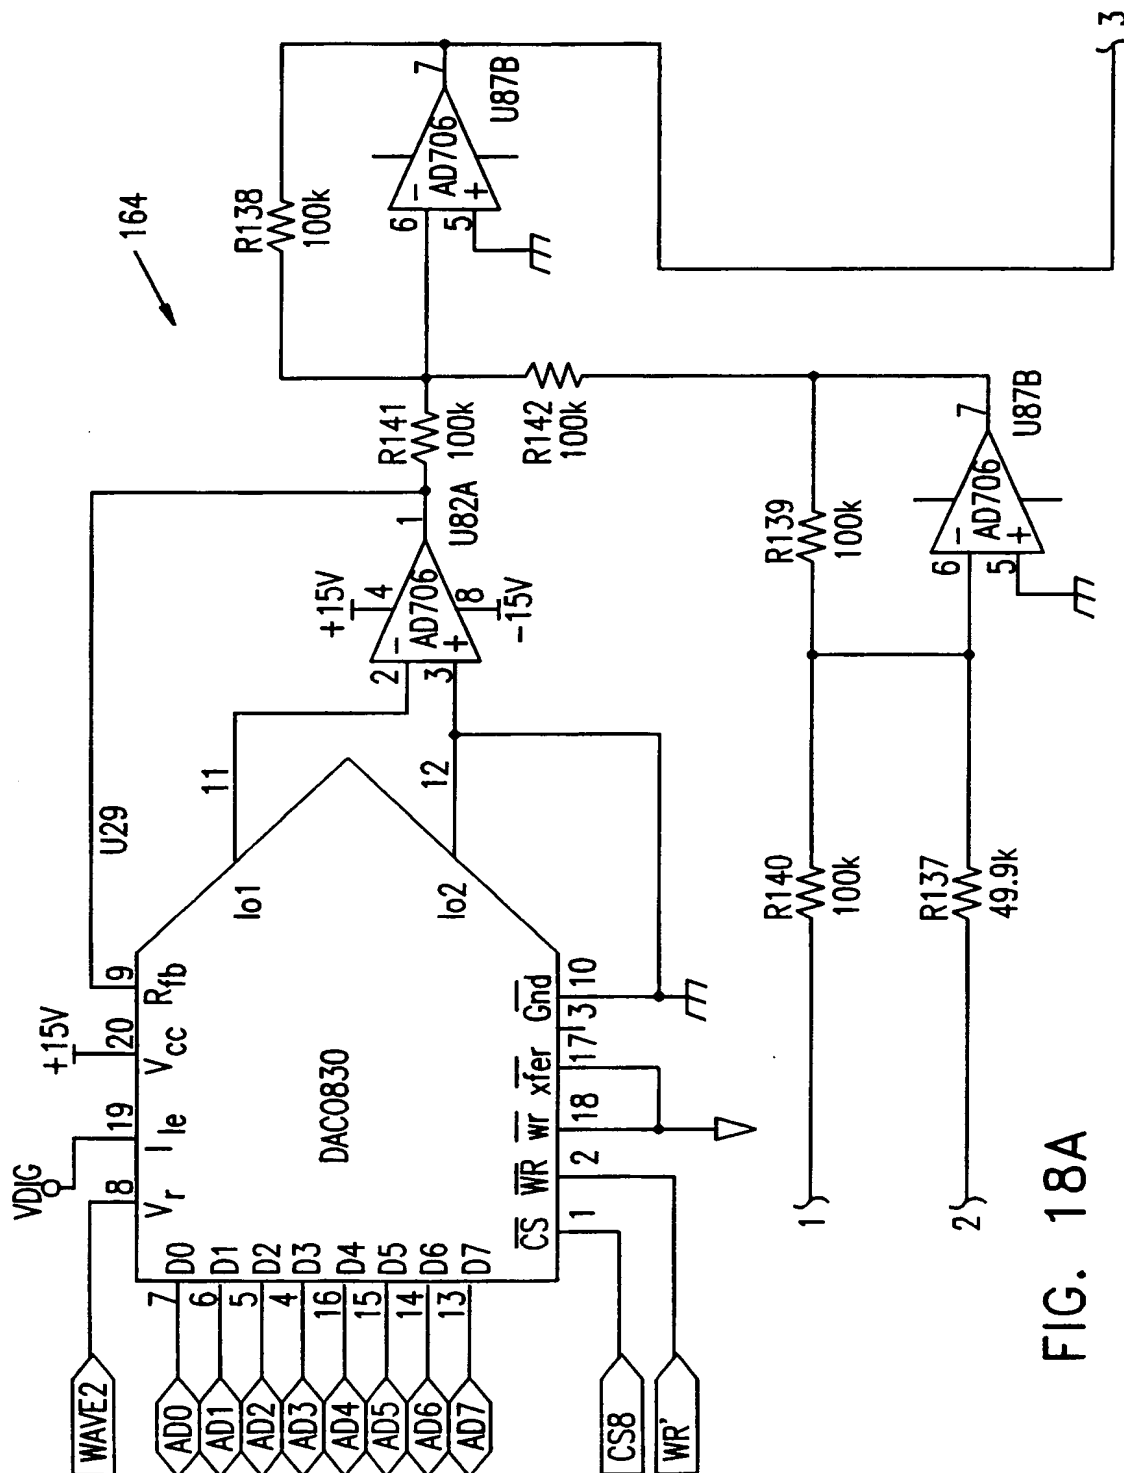 164
R138
100k
7
6
5
-
+
AD706
U87B
3
R141
100k
R142
100k
U82A
1
+15V
4
AD706
8
-15V
2
3
-
+
R139
100k
7
U87B
AD706
6
5
-
+
R140
100k
R137
49.9k
1
2
U29
11
12
Io1
Io2
WAVE2
VDIG
+15V
8
19
20
9
Vr
Ile
Vcc
Rfb
DAC0830
AD0 7 D0
AD1 6 D1
AD2 5 D2
AD3 4 D3
AD4 16 D4
AD5 15 D5
AD6 14 D6
AD7 13 D7
CS WR wr xfer Gnd
1 2 18 17 3 10
CS8
WR'
FIG. 18A